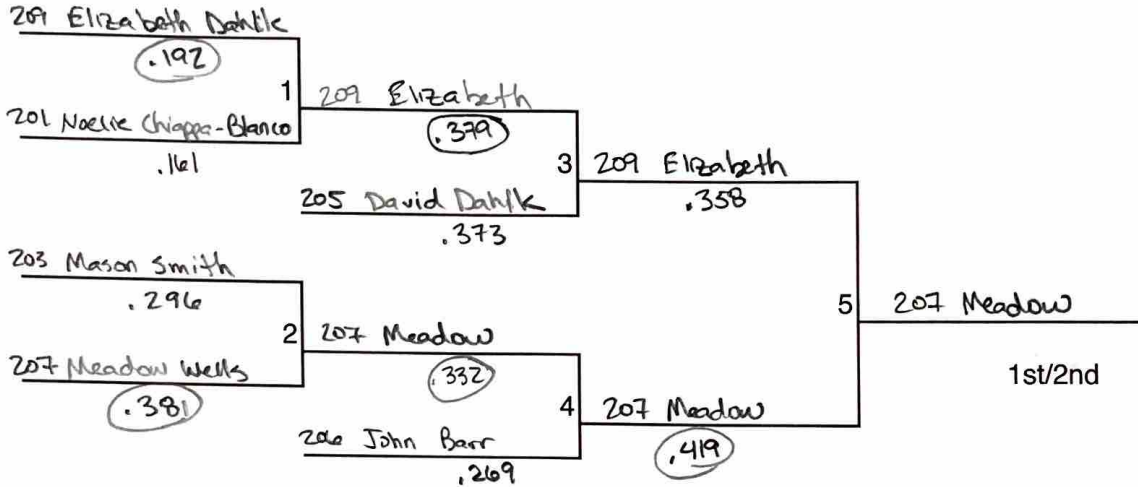 209 Elizabeth Dahlk
.192
1
209 Elizabeth
201 Noelie Chiappa-Blanco
.379
.161
3
209 Elizabeth
205 David Dahlk
.358
.373
203 Mason Smith
.296
5
207 Meadow
2
207 Meadow
207 Meadow Wells
.332
1st/2nd
.381
4
207 Meadow
206 John Barr
.419
.269